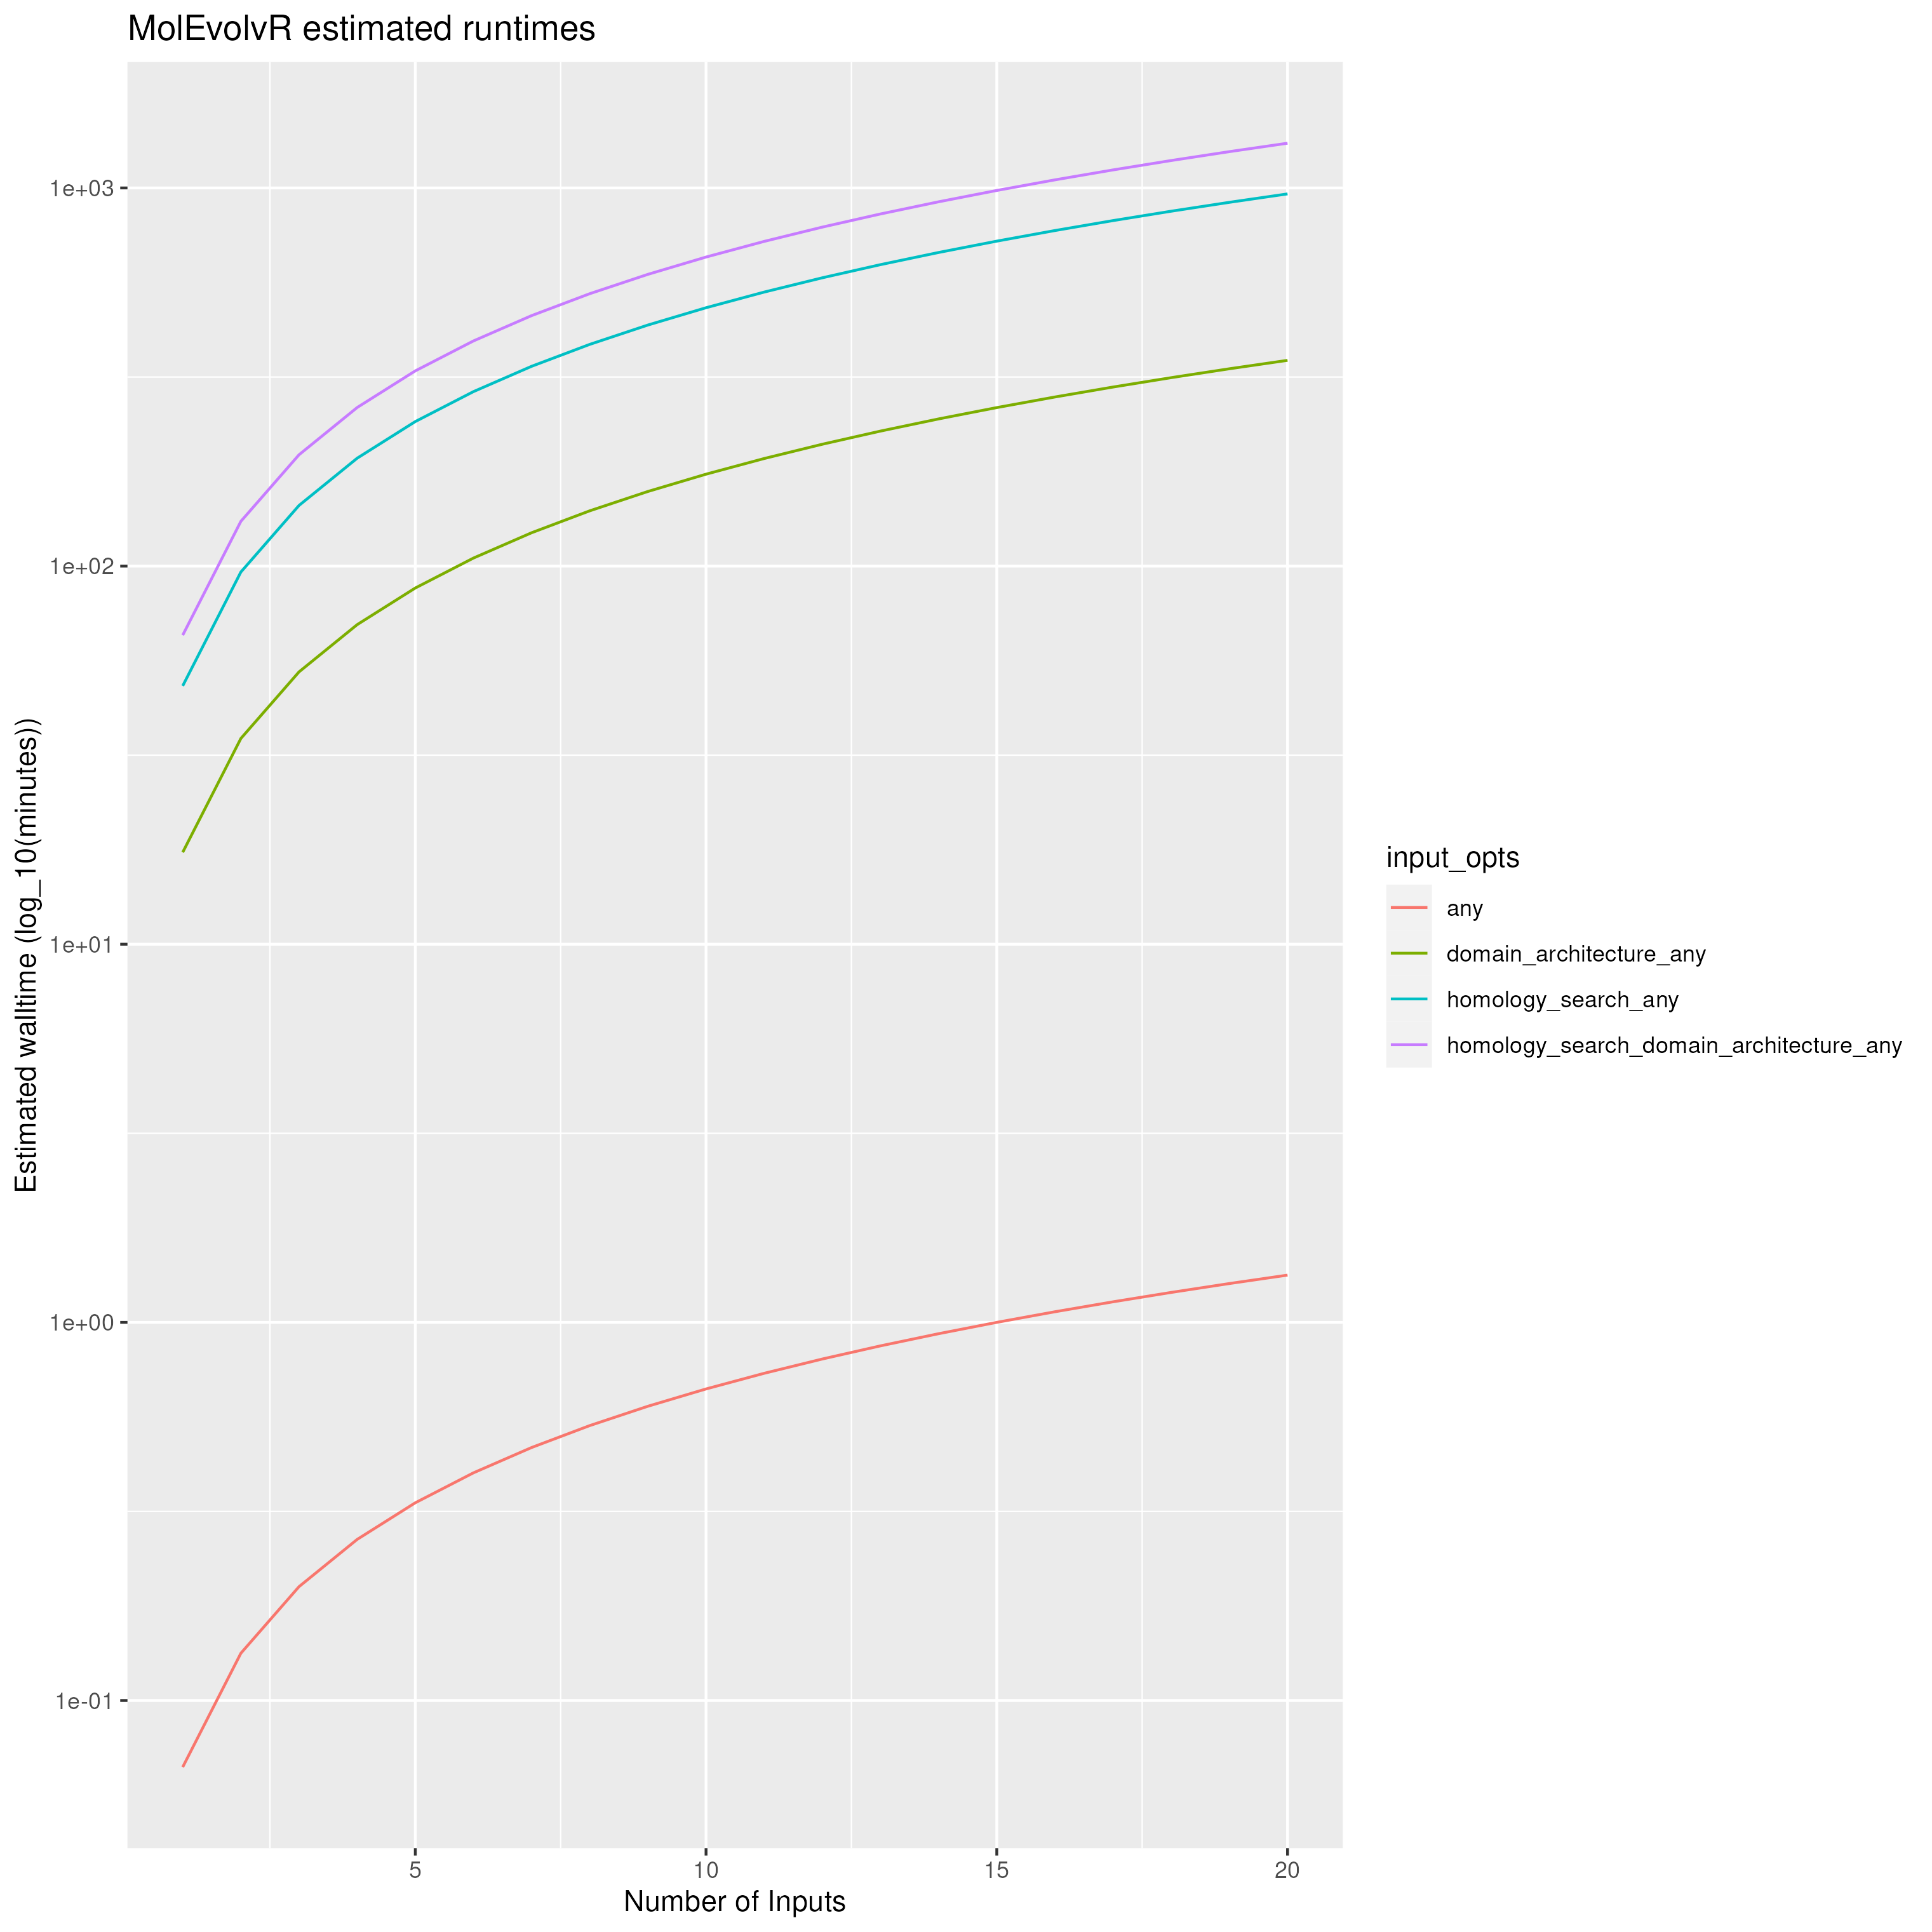 MolEvolvR estimated runtimes
Estimated walltime (log_10(minutes))
1e+03
1e+02
1e+01
1e+00
1e-01
5 10 15 20
Number of Inputs
input_opts
any
domain_architecture_any
homology_search_any
homology_search_domain_architecture_any